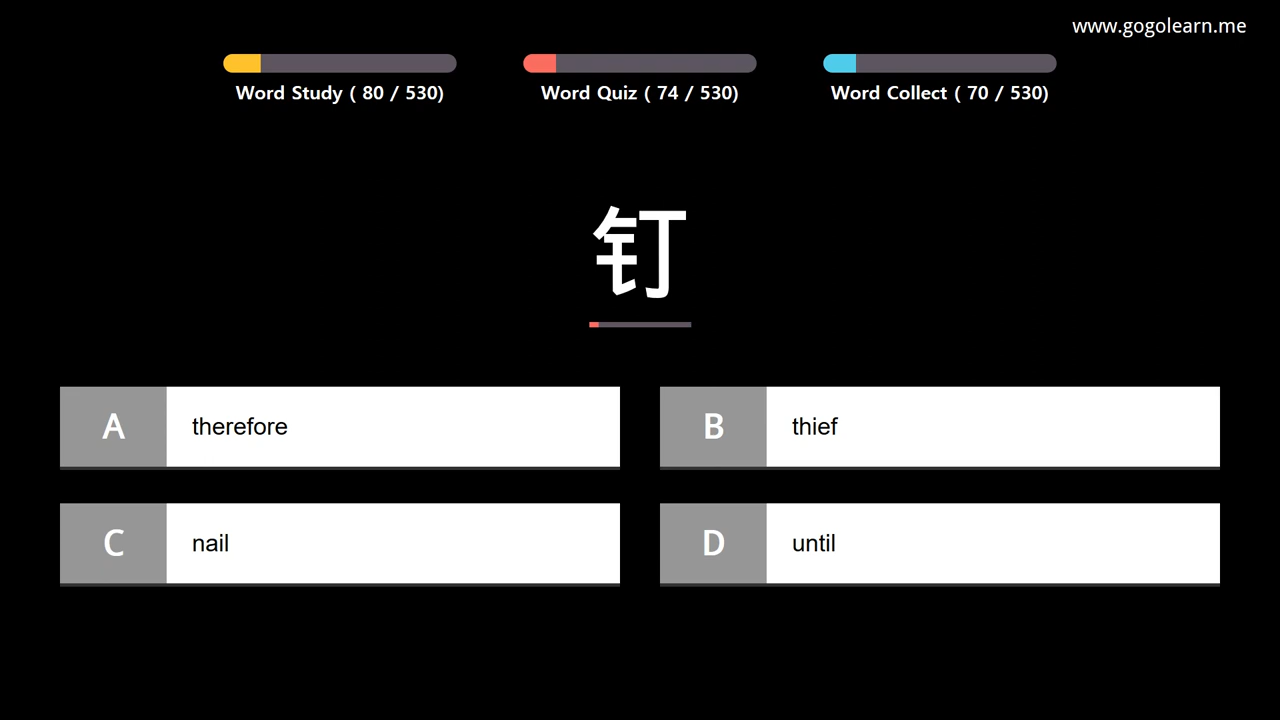 www.gogolearn.me
Word Study ( 80 / 530)
Word Quiz ( 74 / 530)
Word Collect ( 70 / 530)
钉
A therefore
B thief
C nail
D until